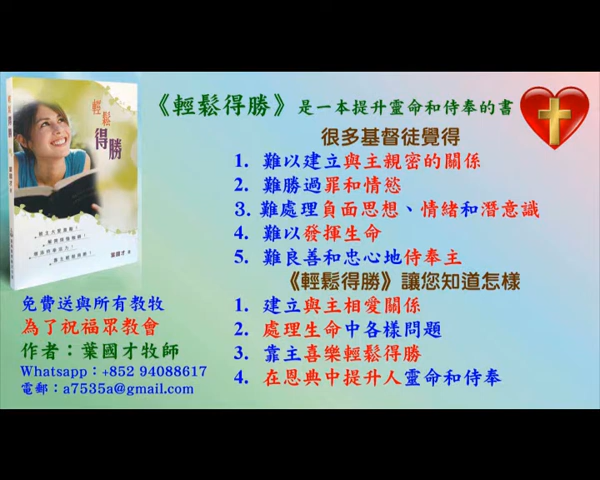 《輕鬆得勝》是一本提升靈命和侍奉的書
很多基督徒覺得
1. 難以建立與主親密的關係
2. 難勝過罪和情慾
3. 難處理負面思想、情緒和潛意識
4. 難以發揮生命
5. 難良善和忠心地侍奉主
《輕鬆得勝》讓您知道怎樣
1. 建立與主相愛關係
2. 處理生命中各樣問題
3. 靠主喜樂輕鬆得勝
4. 在恩典中提升人靈命和侍奉
輕鬆
得勝
葉國才 著
免費送與所有教牧
為了祝福眾教會
作者：葉國才牧師
Whatsapp：+852 94088617
電郵：a7535a@gmail.com